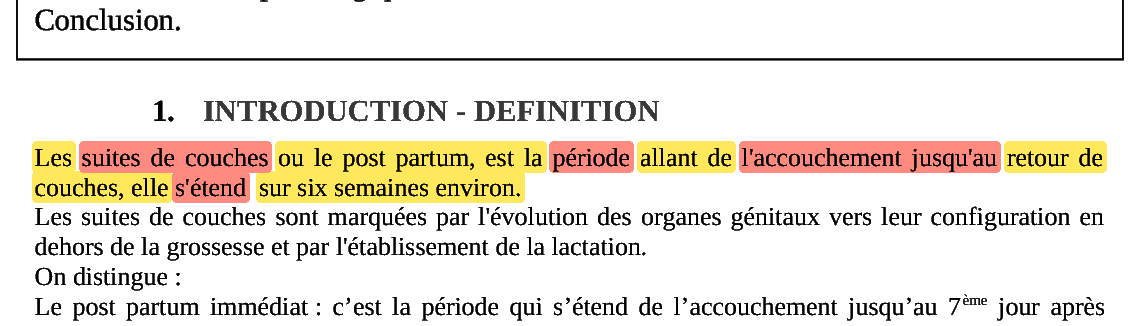 Conclusion.
1. INTRODUCTION - DEFINITION
Les suites de couches ou le post partum, est la période allant de l'accouchement jusqu'au retour de
couches, elle s'étend sur six semaines environ.
Les suites de couches sont marquées par l'évolution des organes génitaux vers leur configuration en
dehors de la grossesse et par l'établissement de la lactation.
On distingue :
Le post partum immédiat : c’est la période qui s’étend de l’accouchement jusqu’au 7ème jour après